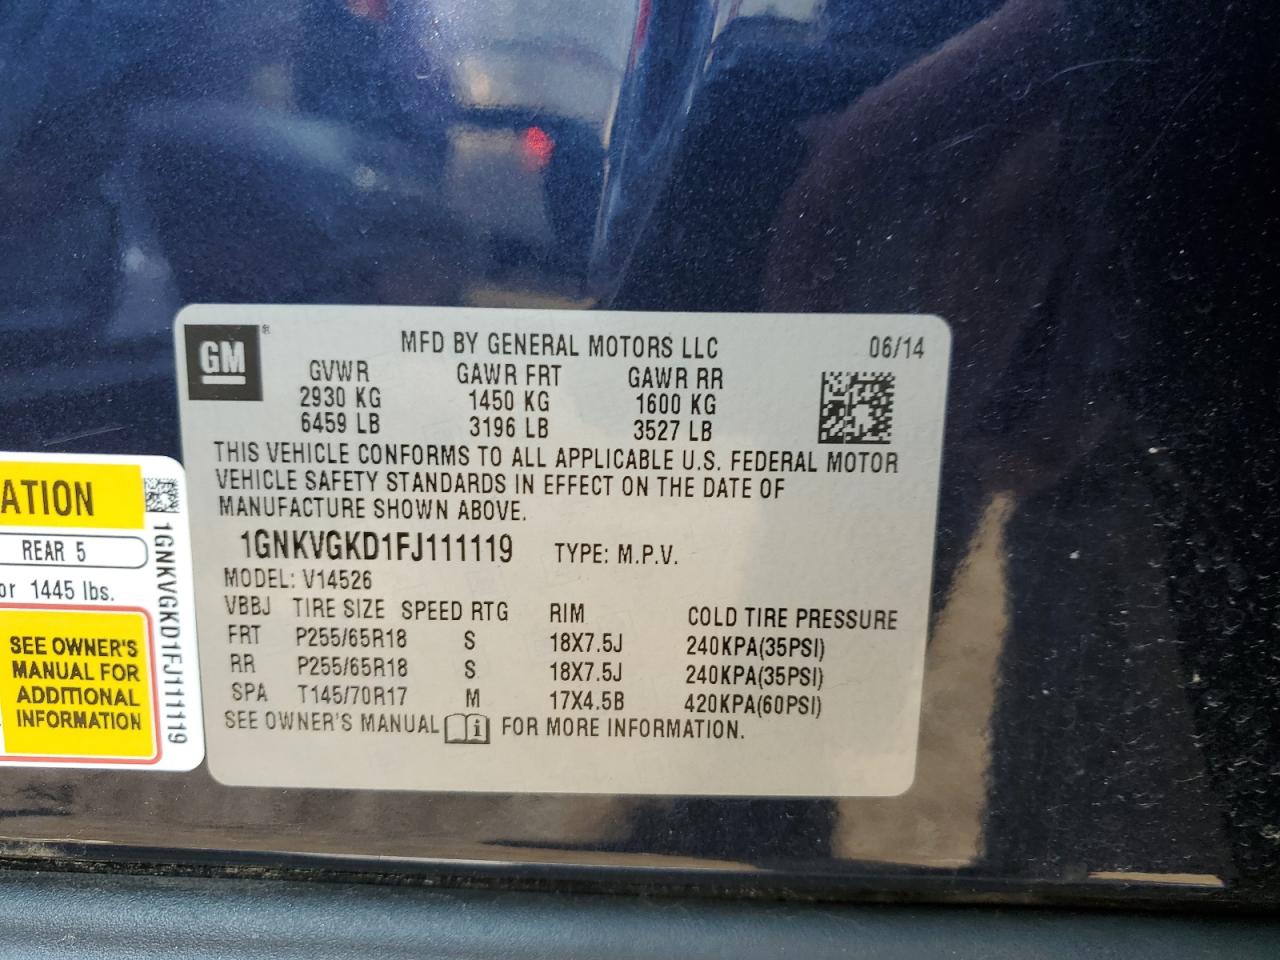 GM ®
MFD BY GENERAL MOTORS LLC 06/14
GVWR GAWR FRT GAWR RR
2930 KG 1450 KG 1600 KG
6459 LB 3196 LB 3527 LB
THIS VEHICLE CONFORMS TO ALL APPLICABLE U.S. FEDERAL MOTOR
VEHICLE SAFETY STANDARDS IN EFFECT ON THE DATE OF
MANUFACTURE SHOWN ABOVE.
1GNKVGKD1FJ111119 TYPE: M.P.V.
MODEL: V14526
VBBJ TIRE SIZE SPEED RTG RIM COLD TIRE PRESSURE
FRT P255/65R18 S 18X7.5J 240KPA(35PSI)
RR P255/65R18 S 18X7.5J 240KPA(35PSI)
SPA T145/70R17 M 17X4.5B 420KPA(60PSI)
SEE OWNER'S MANUAL i FOR MORE INFORMATION.
ATION
REAR 5
or 1445 lbs.
SEE OWNER'S
MANUAL FOR
ADDITIONAL
INFORMATION
1GNKVGKD1FJ111119